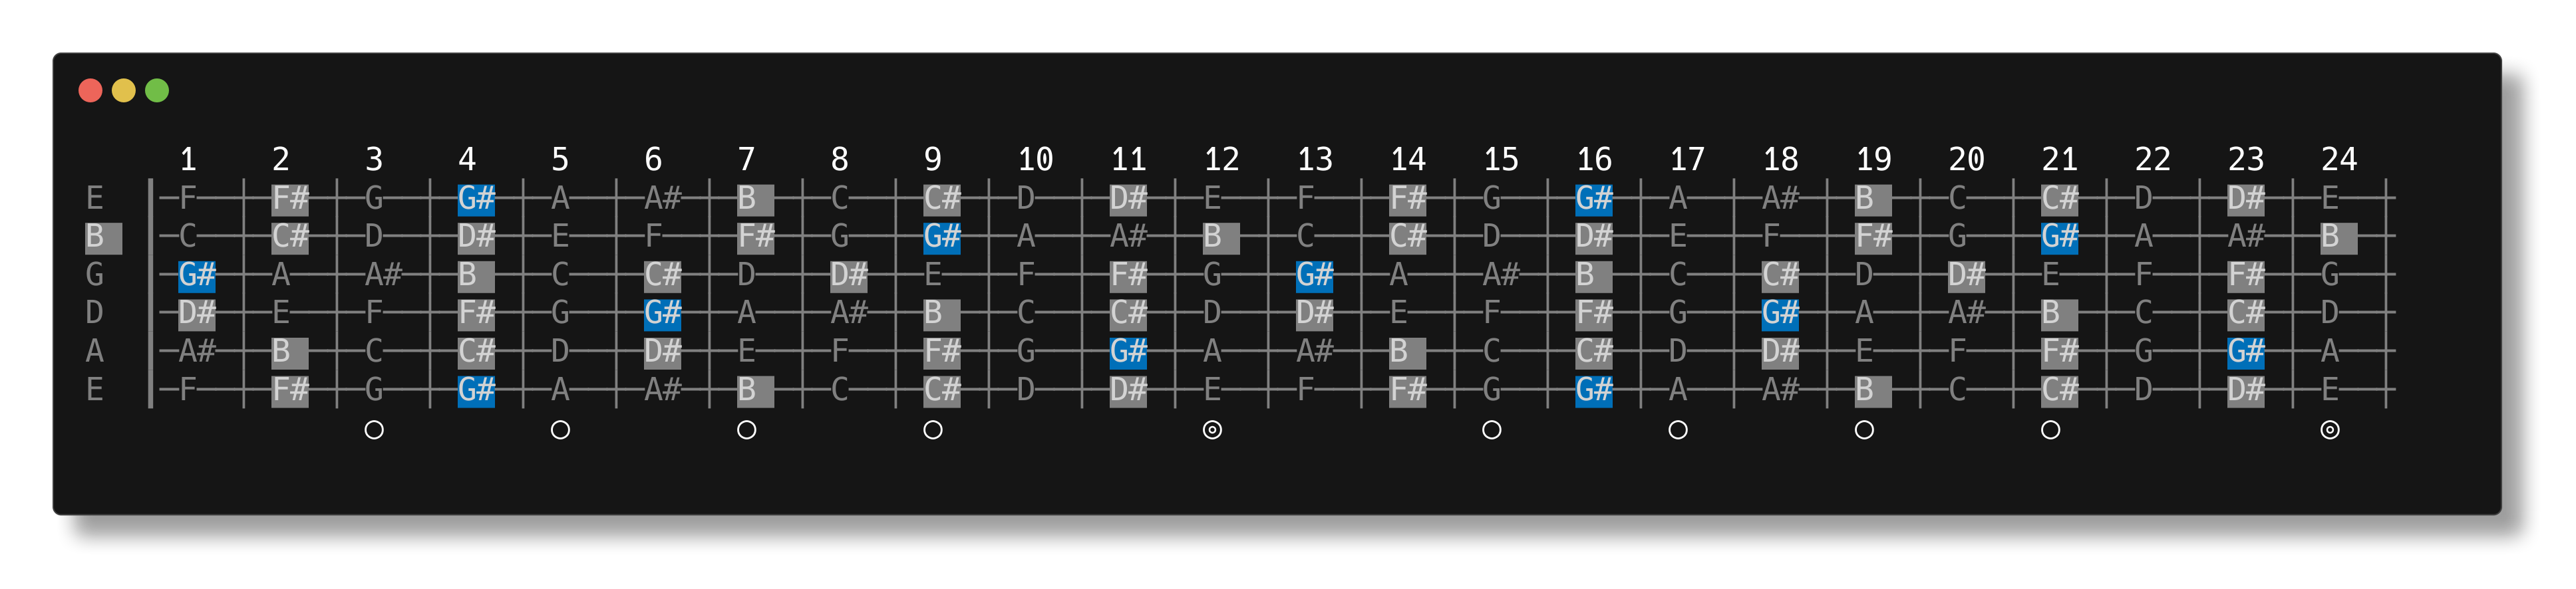 1 2 3 4 5 6 7 8 9 10 11 12 13 14 15 16 17 18 19 20 21 22 23 24
E F F# G G# A A# B C C# D D# E F F# G G# A A# B C C# D D# E
B C C# D D# E F F# G G# A A# B C C# D D# E F F# G G# A A# B
G G# A A# B C C# D D# E F F# G G# A A# B C C# D D# E F F# G
D D# E F F# G G# A A# B C C# D D# E F F# G G# A A# B C C# D
A A# B C C# D D# E F F# G G# A A# B C C# D D# E F F# G G# A
E F F# G G# A A# B C C# D D# E F F# G G# A A# B C C# D D# E